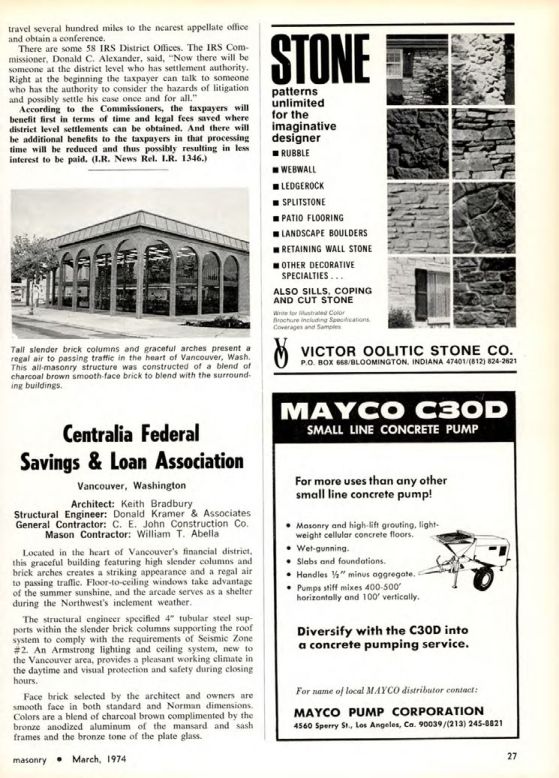 travel several hundred miles to the nearest appellate office
and obtain a conference.
There are some 58 IRS District Offices. The IRS Com-
missioner, Donald C. Alexander, said, "Now there will be
someone at the district level who has settlement authority.
Right at the beginning the taxpayer can talk to someone
who has the authority to consider the hazards of litigation
and possibly settle his case once and for all."
According to the Commissioners, the taxpayers will
benefit first in terms of time and legal fees saved where
district level settlements can be obtained. And there will
be additional benefits to the taxpayers in that processing
time will be reduced and thus possibly resulting in less
interest to be paid. (I.R. News Rel. I.R. 1346.)
Tall slender brick columns and graceful arches present a
regal air to passing traffic in the heart of Vancouver, Wash.
This all-masonry structure was constructed of a blend of
charcoal brown smooth-face brick to blend with the surround-
ing buildings.
Centralia Federal
Savings & Loan Association
Vancouver, Washington
Architect: Keith Bradbury
Structural Engineer: Donald Kramer & Associates
General Contractor: C. E. John Construction Co.
Mason Contractor: William T. Abella
Located in the heart of Vancouver's financial district,
this graceful building featuring high slender columns and
brick arches creates a striking appearance and a regal air
to passing traffic. Floor-to-ceiling windows take advantage
of the summer sunshine, and the arcade serves as a shelter
during the Northwest's inclement weather.
The structural engineer specified 4" tubular steel sup-
ports within the slender brick columns supporting the roof
system to comply with the requirements of Seismic Zone
#2. An Armstrong lighting and ceiling system, new to
the Vancouver area, provides a pleasant working climate in
the daytime and visual protection and safety during closing
hours.
Face brick selected by the architect and owners are
smooth face in both standard and Norman dimensions.
Colors are a blend of charcoal brown complimented by the
bronze anodized aluminum of the mansard and sash
frames and the bronze tone of the plate glass.
STONE
patterns
unlimited
for the
imaginative
designer
■ RUBBLE
■ WEBWALL
■ LEDGEROCK
■ SPLITSTONE
■ PATIO FLOORING
■ LANDSCAPE BOULDERS
■ RETAINING WALL STONE
■ OTHER DECORATIVE
SPECIALTIES . . .
ALSO SILLS, COPING
AND CUT STONE
Write for Illustrated Color
Brochure including Specifications,
Coverages and Samples
VICTOR OOLITIC STONE CO.
P.O. BOX 668/BLOOMINGTON, INDIANA 47401/(812) 824-2621
MAYCO C30D
SMALL LINE CONCRETE PUMP
For more uses than any other
small line concrete pump!
• Masonry and high-lift grouting, light-
weight cellular concrete floors.
• Wet-gunning.
• Slabs and foundations.
• Handles ½" minus aggregate.
• Pumps stiff mixes 400-500'
horizontally and 100' vertically.
Diversify with the C30D into
a concrete pumping service.
For name of local MAYCO distributor contact:
MAYCO PUMP CORPORATION
4560 Sperry St., Los Angeles, Ca. 90039/(213) 245-8821
masonry • March, 1974
27